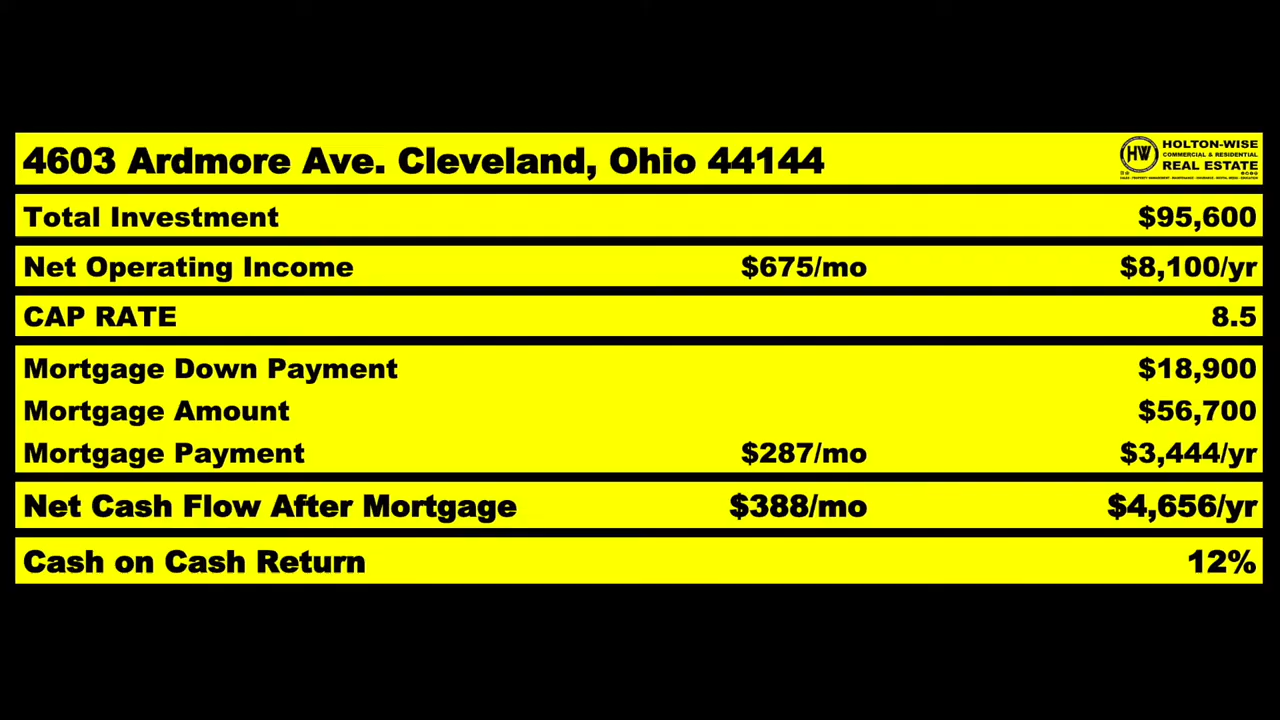 4603 Ardmore Ave. Cleveland, Ohio 44144
HW
HOLTON-WISE
COMMERCIAL & RESIDENTIAL
REAL ESTATE
Total Investment $95,600
Net Operating Income $675/mo $8,100/yr
CAP RATE 8.5
Mortgage Down Payment $18,900
Mortgage Amount $56,700
Mortgage Payment $287/mo $3,444/yr
Net Cash Flow After Mortgage $388/mo $4,656/yr
Cash on Cash Return 12%